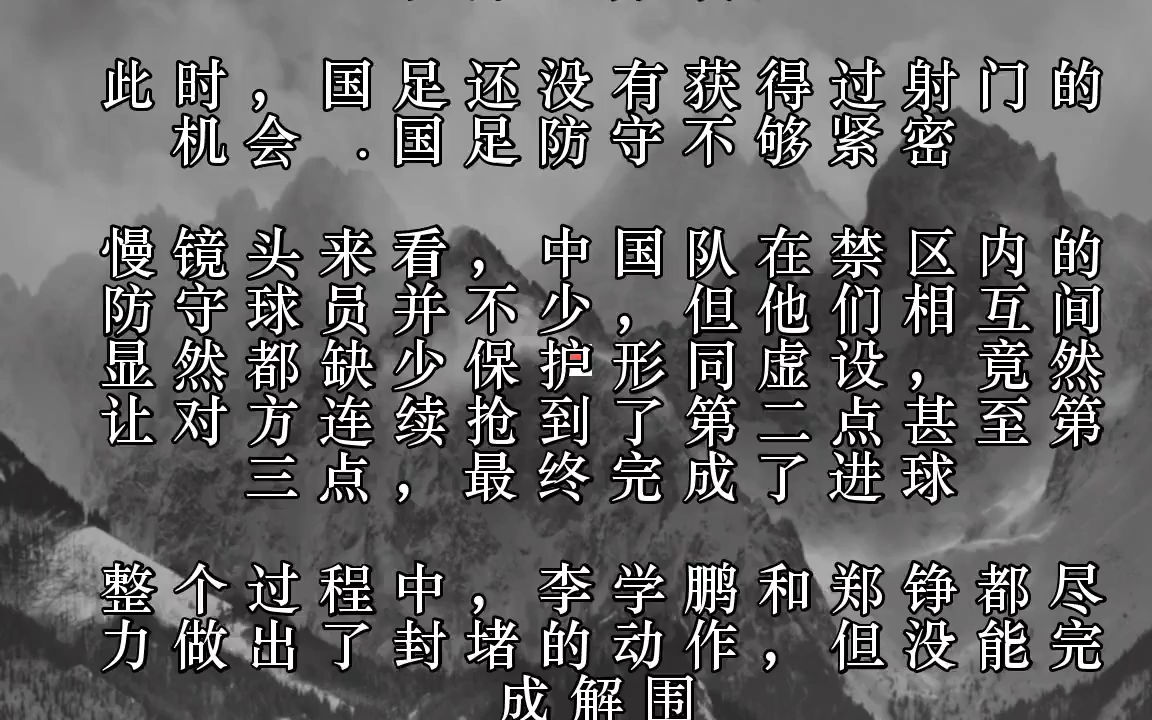 此时，国足还没有获得过射门的
机会 .国足防守不够紧密
慢镜头来看，中国队在禁区内的
防守球员并不少，但他们相互间
显然都缺少保护形同虚设，竟然
让对方连续抢到了第二点甚至第
三点，最终完成了进球
整个过程中，李学鹏和郑铮都尽
力做出了封堵的动作，但没能完
成解围